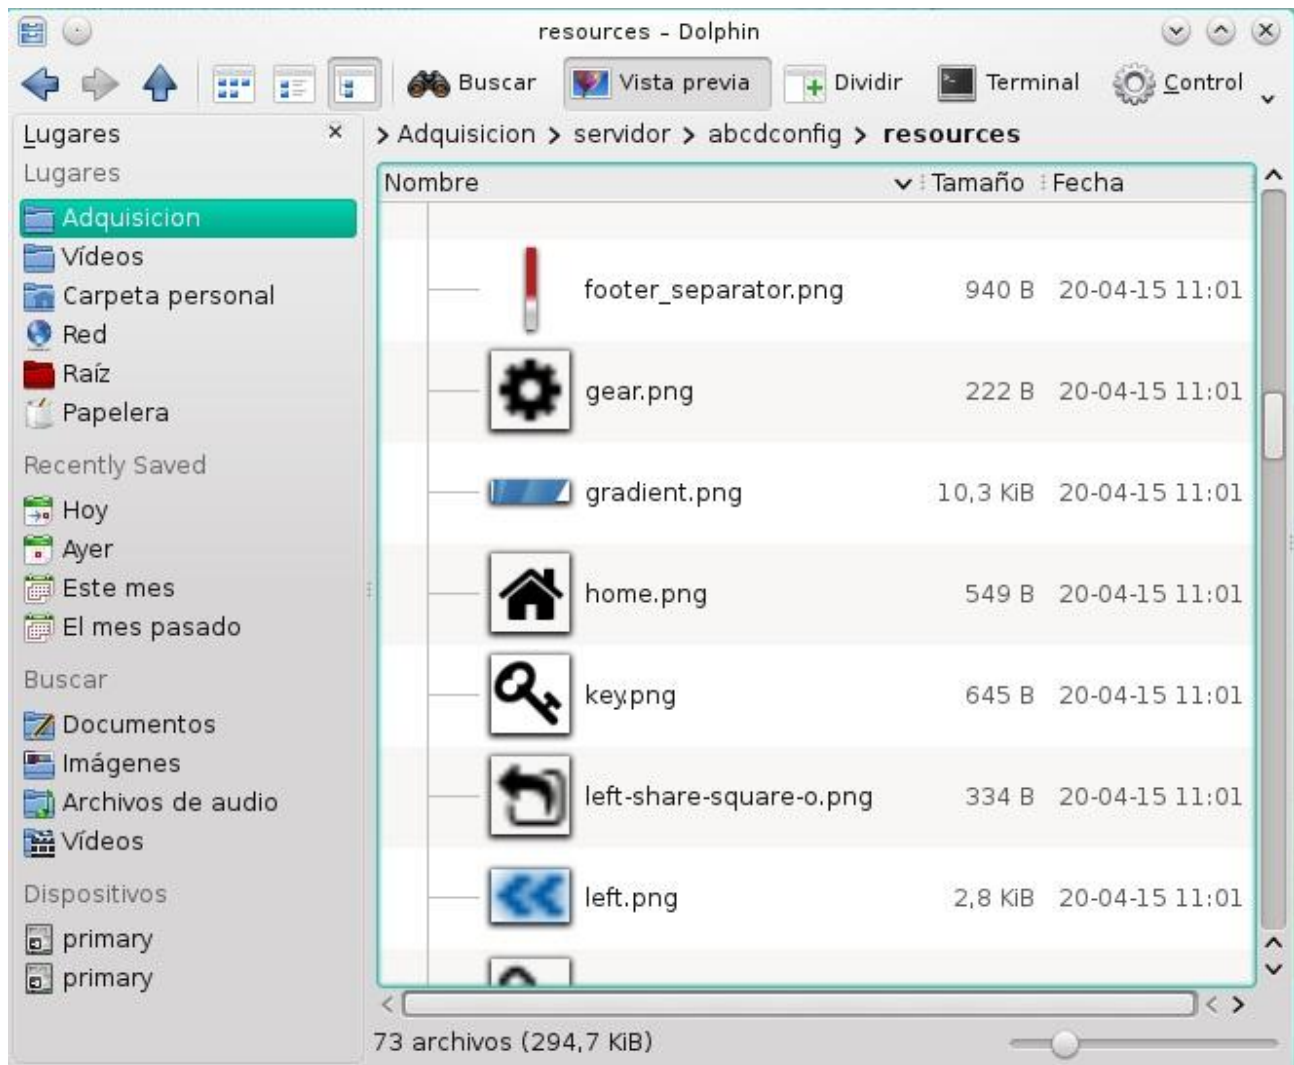 resources - Dolphin
Buscar Vista previa Dividir Terminal Control
Lugares
> Adquisicion > servidor > abcdconfig > resources
Lugares
Nombre Tamaño Fecha
Adquisicion
Vídeos
Carpeta personal
Red
Raíz
Papelera
Recently Saved
Hoy
Ayer
Este mes
El mes pasado
Buscar
Documentos
Imágenes
Archivos de audio
Vídeos
Dispositivos
primary
primary
footer_separator.png 940 B 20-04-15 11:01
gear.png 222 B 20-04-15 11:01
gradient.png 10,3 KiB 20-04-15 11:01
home.png 549 B 20-04-15 11:01
key.png 645 B 20-04-15 11:01
left-share-square-o.png 334 B 20-04-15 11:01
left.png 2,8 KiB 20-04-15 11:01
73 archivos (294,7 KiB)